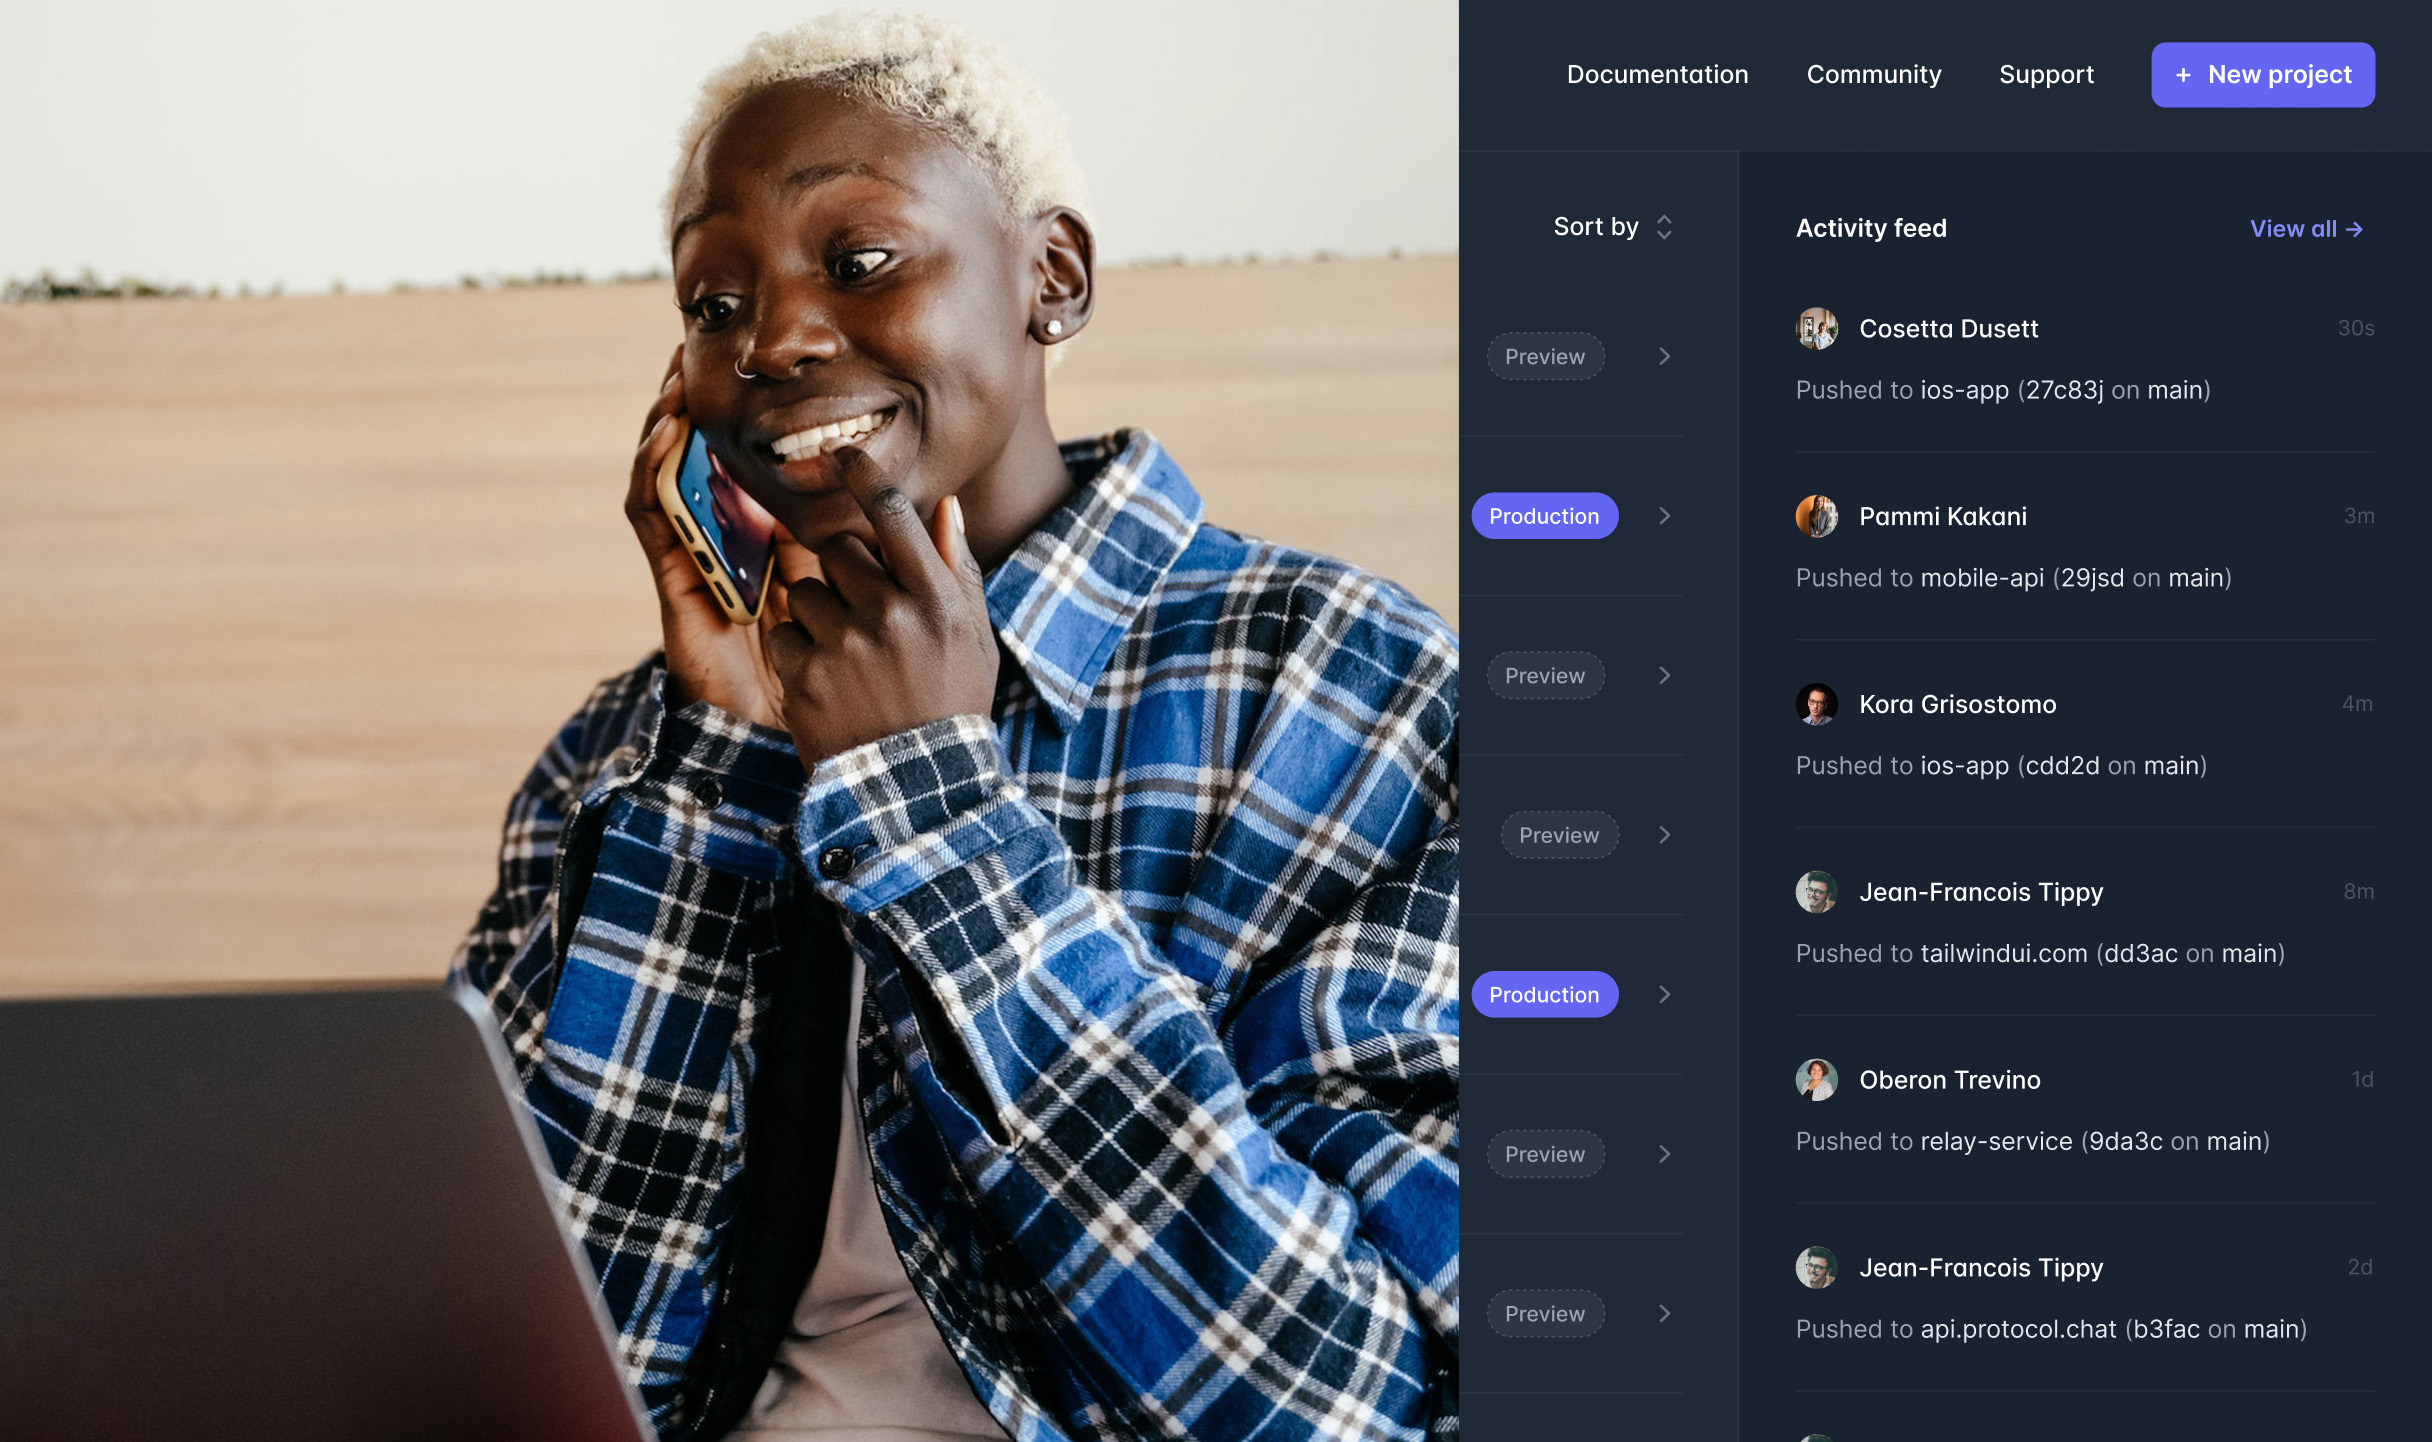 Documentation
Community
Support
+ New project
Sort by
Preview
Production
Preview
Preview
Production
Preview
Preview
Activity feed
View all →
Cosetta Dusett
30s
Pushed to ios-app (27c83j on main)
Pammi Kakani
3m
Pushed to mobile-api (29jsd on main)
Kora Grisostomo
4m
Pushed to ios-app (cdd2d on main)
Jean-Francois Tippy
8m
Pushed to tailwindui.com (dd3ac on main)
Oberon Trevino
1d
Pushed to relay-service (9da3c on main)
Jean-Francois Tippy
2d
Pushed to api.protocol.chat (b3fac on main)